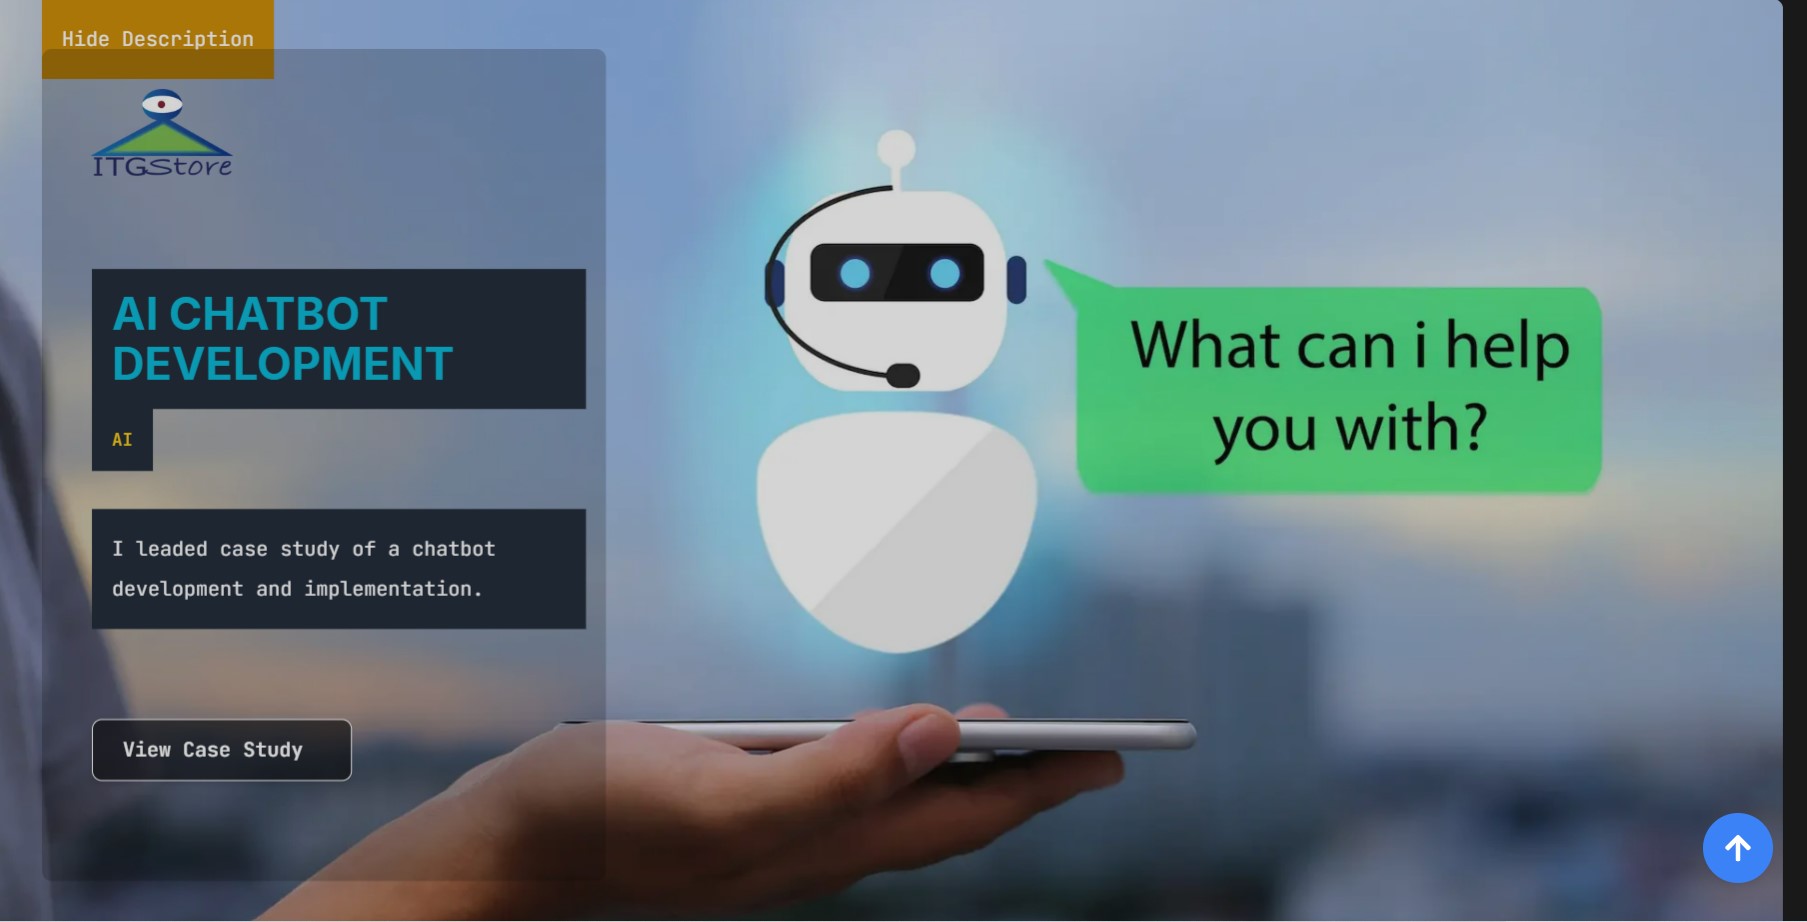 Hide Description
ITGStore
AI CHATBOT
DEVELOPMENT
AI
I leaded case study of a chatbot
development and implementation.
View Case Study
What can i help
you with?